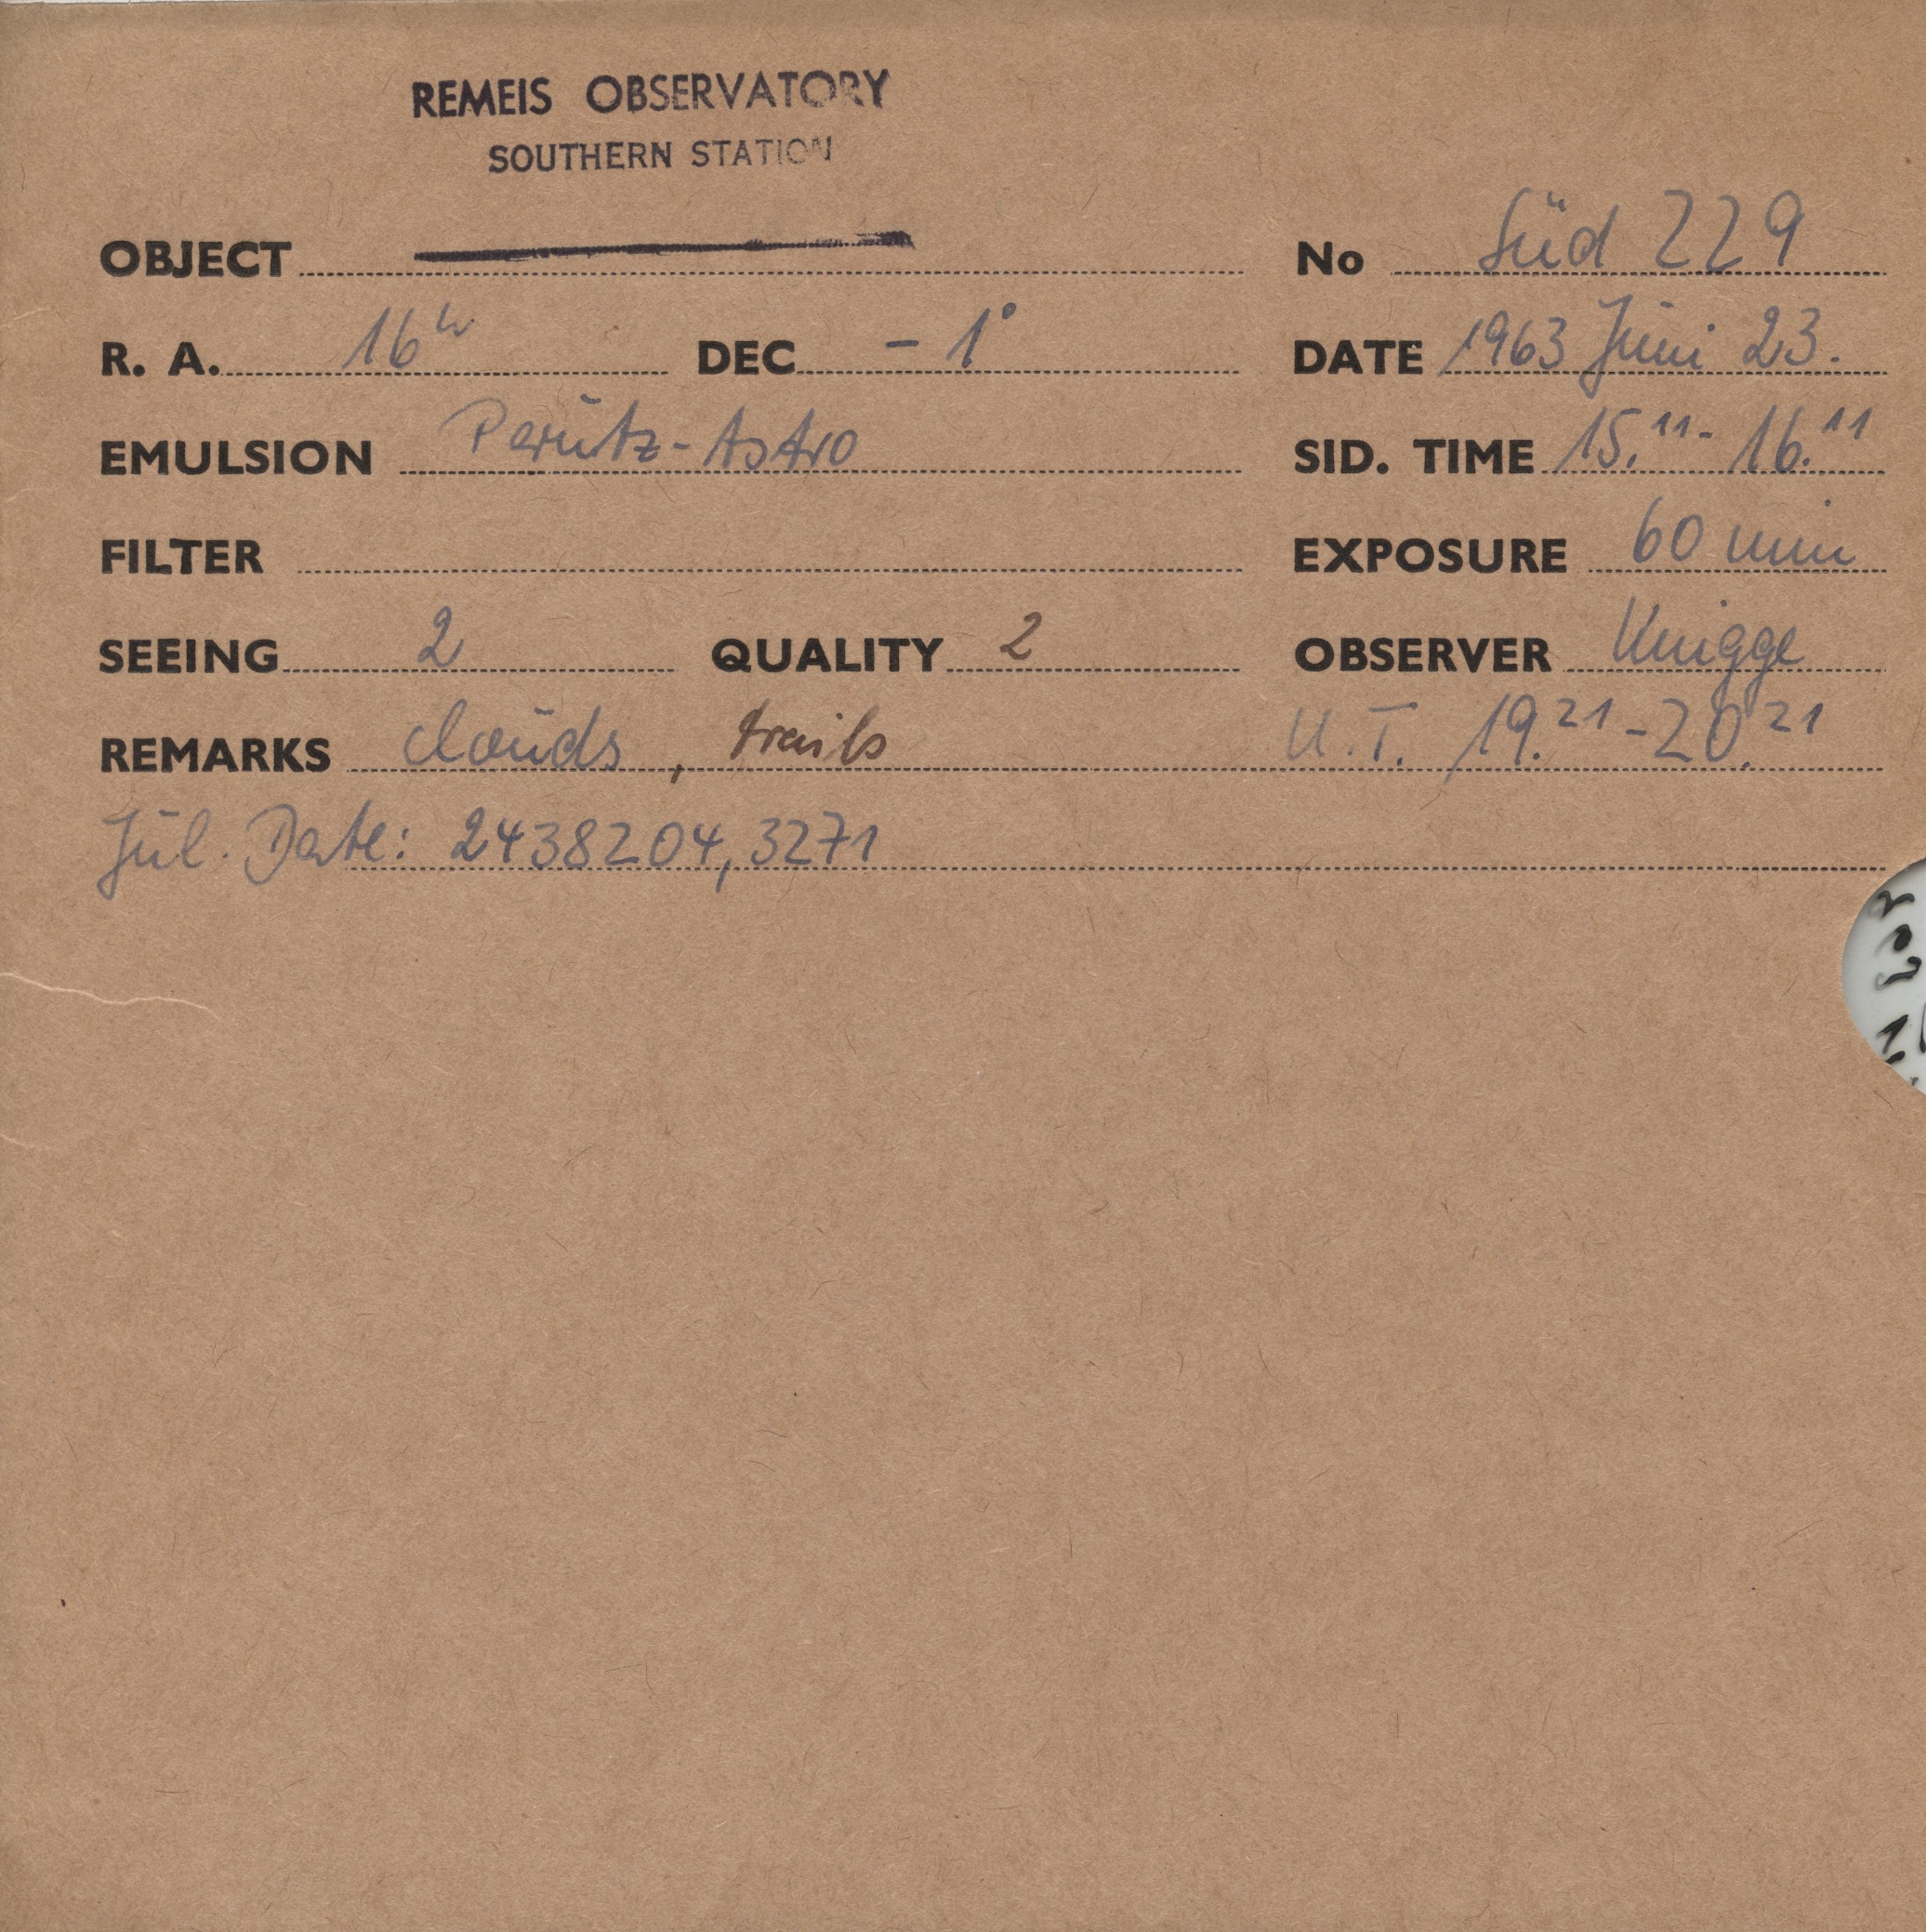 REMEIS OBSERVATORY
SOUTHERN STATION
OBJECT No Süd 229
R. A. 16h DEC - 1° DATE 1963 Juni 23.
EMULSION Perutz-Astro SID. TIME 15.11 - 16.11
FILTER EXPOSURE 60 min
SEEING 2 QUALITY 2 OBSERVER Knigge
REMARKS clouds, trails U.T. 19.21 - 20.21
Jul. Date: 2438204,3271